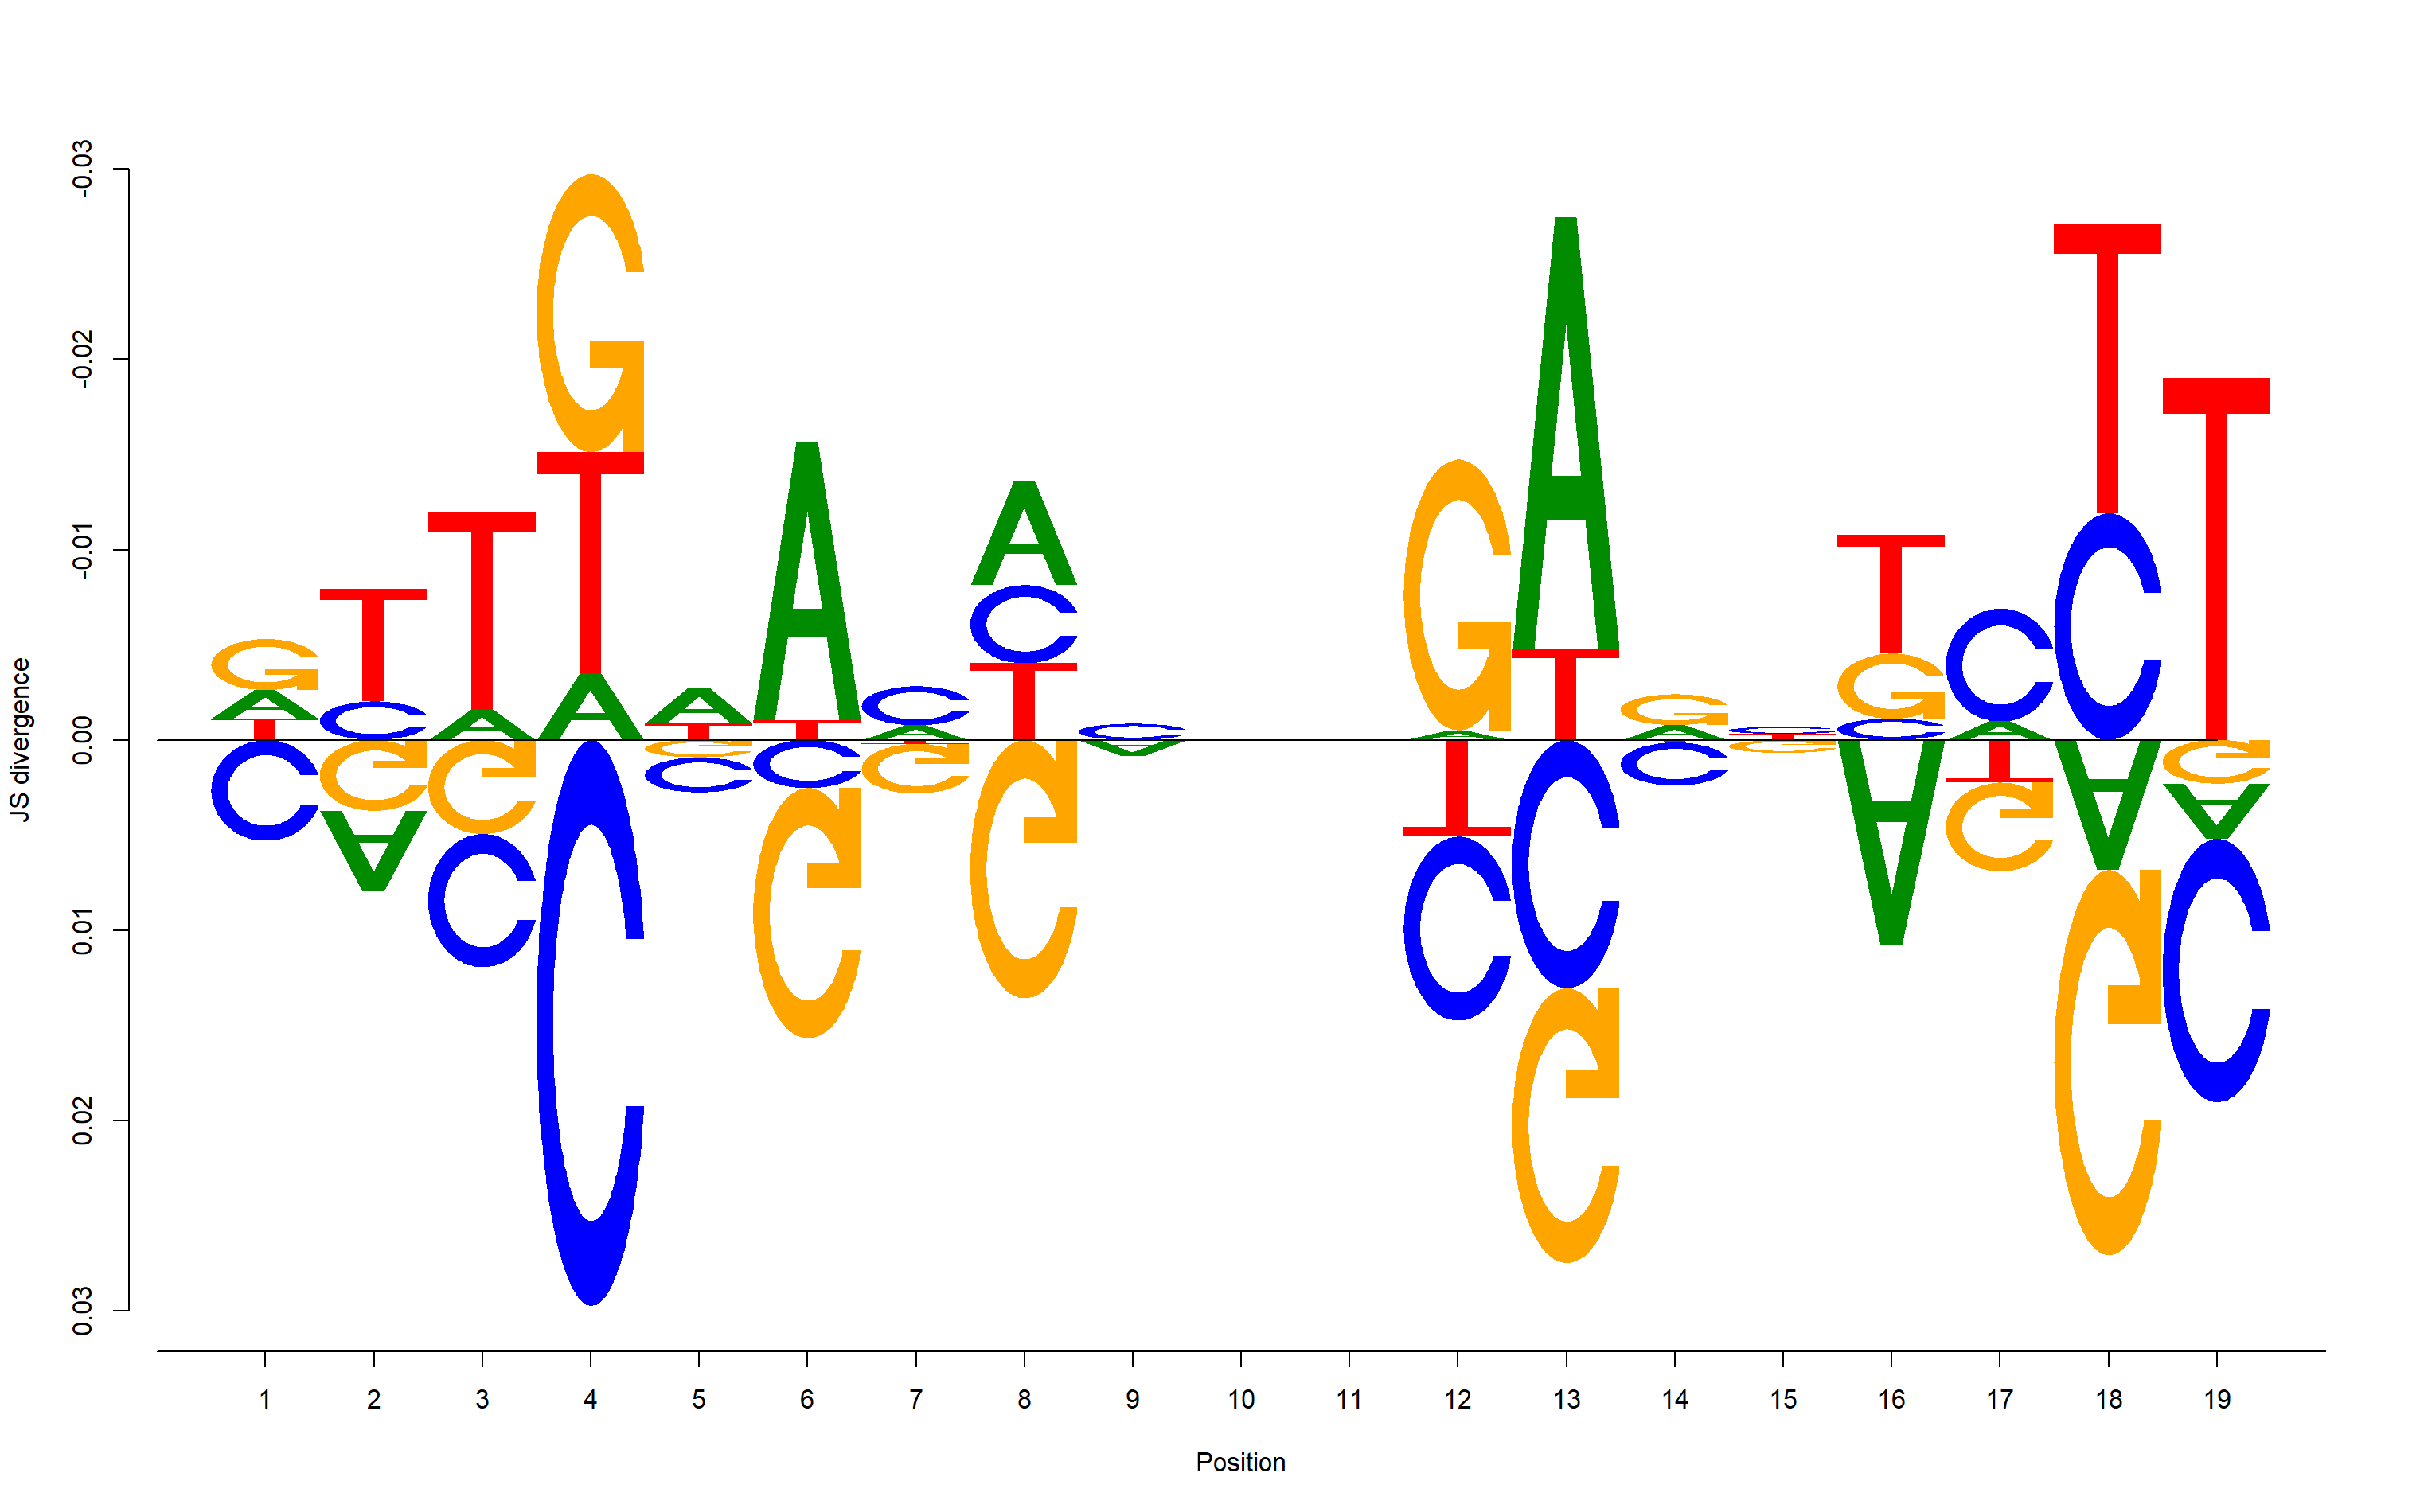 JS divergence
-0.03
-0.02
-0.01
0.00
0.01
0.02
0.03
G A T C
T C G A
T A G C
G T A C
A T G C
A T C G
C A T G
A C T G
C A
G A T C
A T C G
G A T C
C T G
T G C A
C A T G
T C A G
T G A C
1 2 3 4 5 6 7 8 9 10 11 12 13 14 15 16 17 18 19
Position